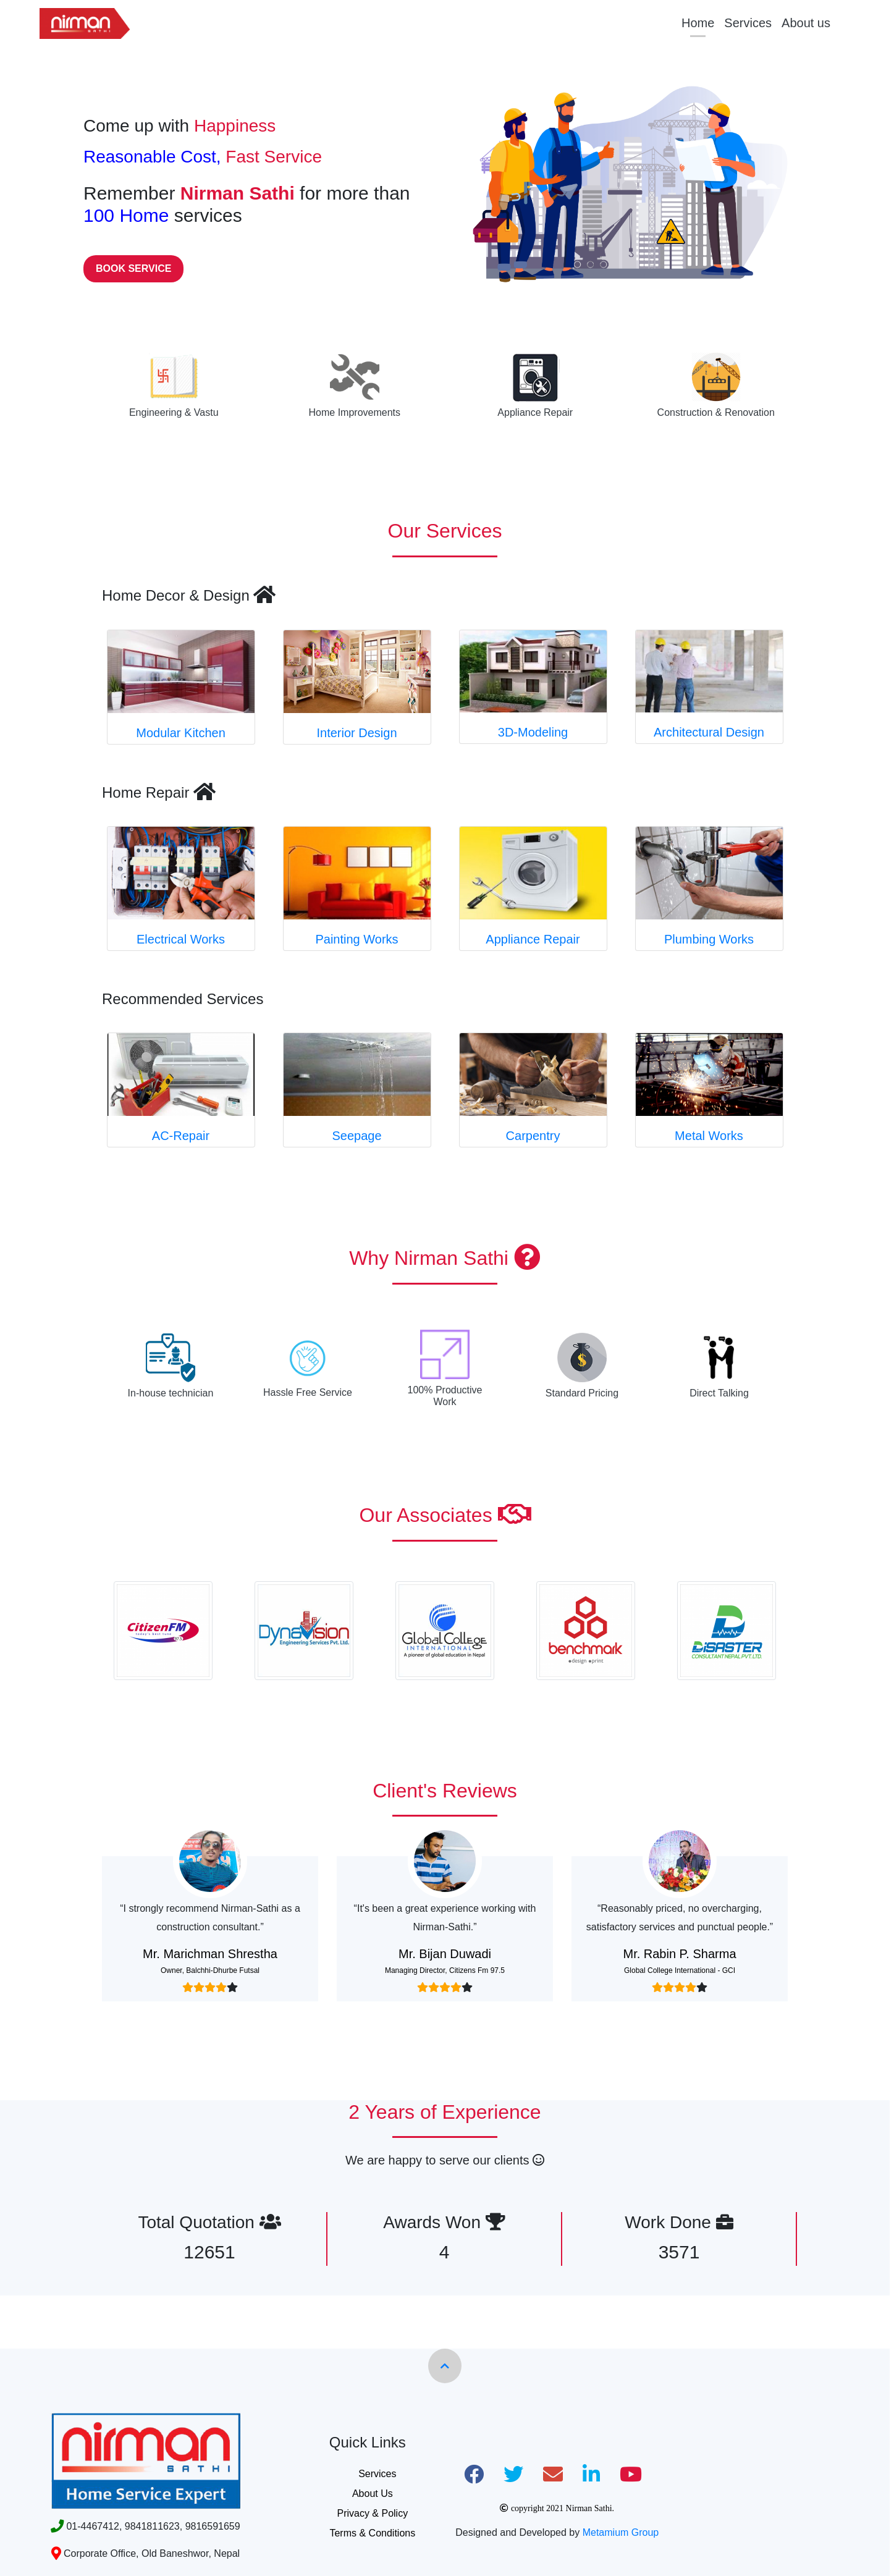 nirman
SATHI
Home Services About us
Come up with Happiness
Reasonable Cost, Fast Service
Remember Nirman Sathi for more than
100 Home services
BOOK SERVICE
Engineering & Vastu
Home Improvements
Appliance Repair
Construction & Renovation
Our Services
Home Decor & Design
Modular Kitchen
Interior Design
3D-Modeling
Architectural Design
Home Repair
Electrical Works
Painting Works
Appliance Repair
Plumbing Works
Recommended Services
AC-Repair
Seepage
Carpentry
Metal Works
Why Nirman Sathi
In-house technician
Hassle Free Service
100% Productive
Work
Standard Pricing
Direct Talking
Our Associates
CitizenFM
DynaVision
Engineering Services Pvt. Ltd.
Global College
INTERNATIONAL
A pioneer of global education in Nepal
benchmark
design print
DISASTER
CONSULTANT NEPAL PVT. LTD
Client's Reviews
“I strongly recommend Nirman-Sathi as a
construction consultant.”
Mr. Marichman Shrestha
Owner, Balchhi-Dhurbe Futsal
“It's been a great experience working with
Nirman-Sathi.”
Mr. Bijan Duwadi
Managing Director, Citizens Fm 97.5
“Reasonably priced, no overcharging,
satisfactory services and punctual people.”
Mr. Rabin P. Sharma
Global College International - GCI
2 Years of Experience
We are happy to serve our clients
Total Quotation
12651
Awards Won
4
Work Done
3571
nirman
SATHI
Home Service Expert
01-4467412, 9841811623, 9816591659
Corporate Office, Old Baneshwor, Nepal
Quick Links
Services
About Us
Privacy & Policy
Terms & Conditions
© copyright 2021 Nirman Sathi.
Designed and Developed by Metamium Group